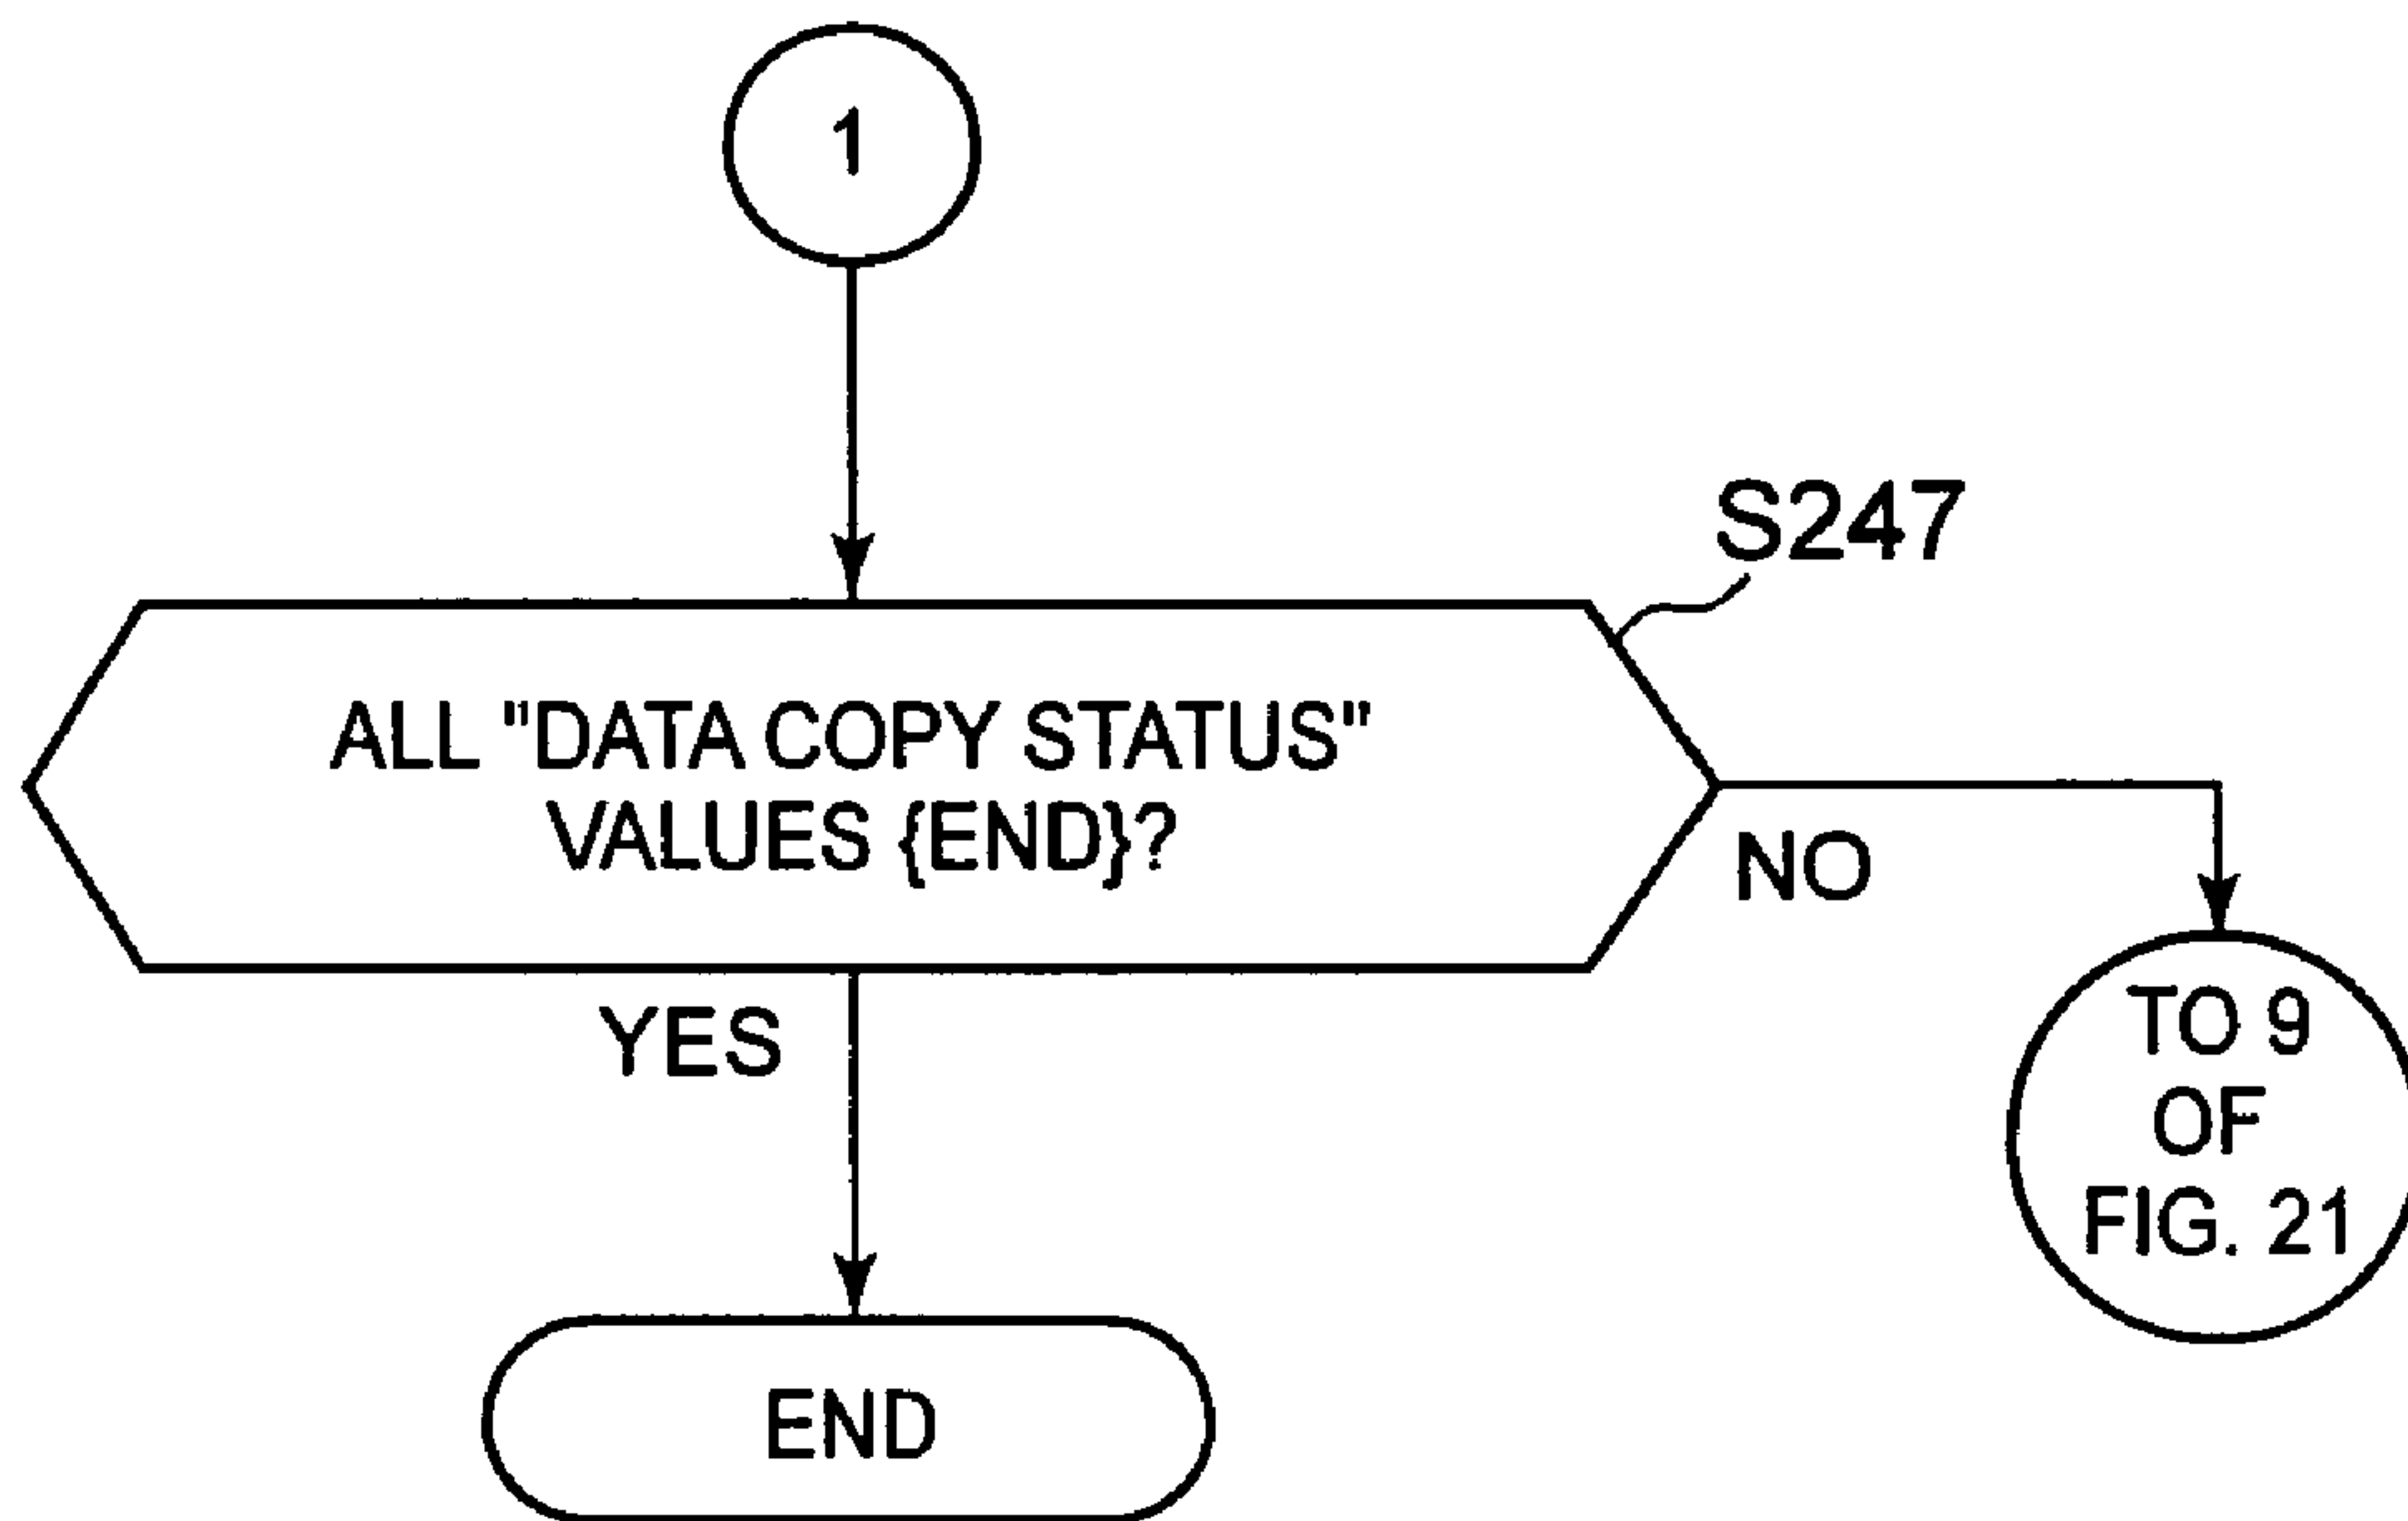 1
S247
ALL "DATA COPY STATUS"
VALUES {END}?
NO
YES
TO 9
OF
FIG. 21
END